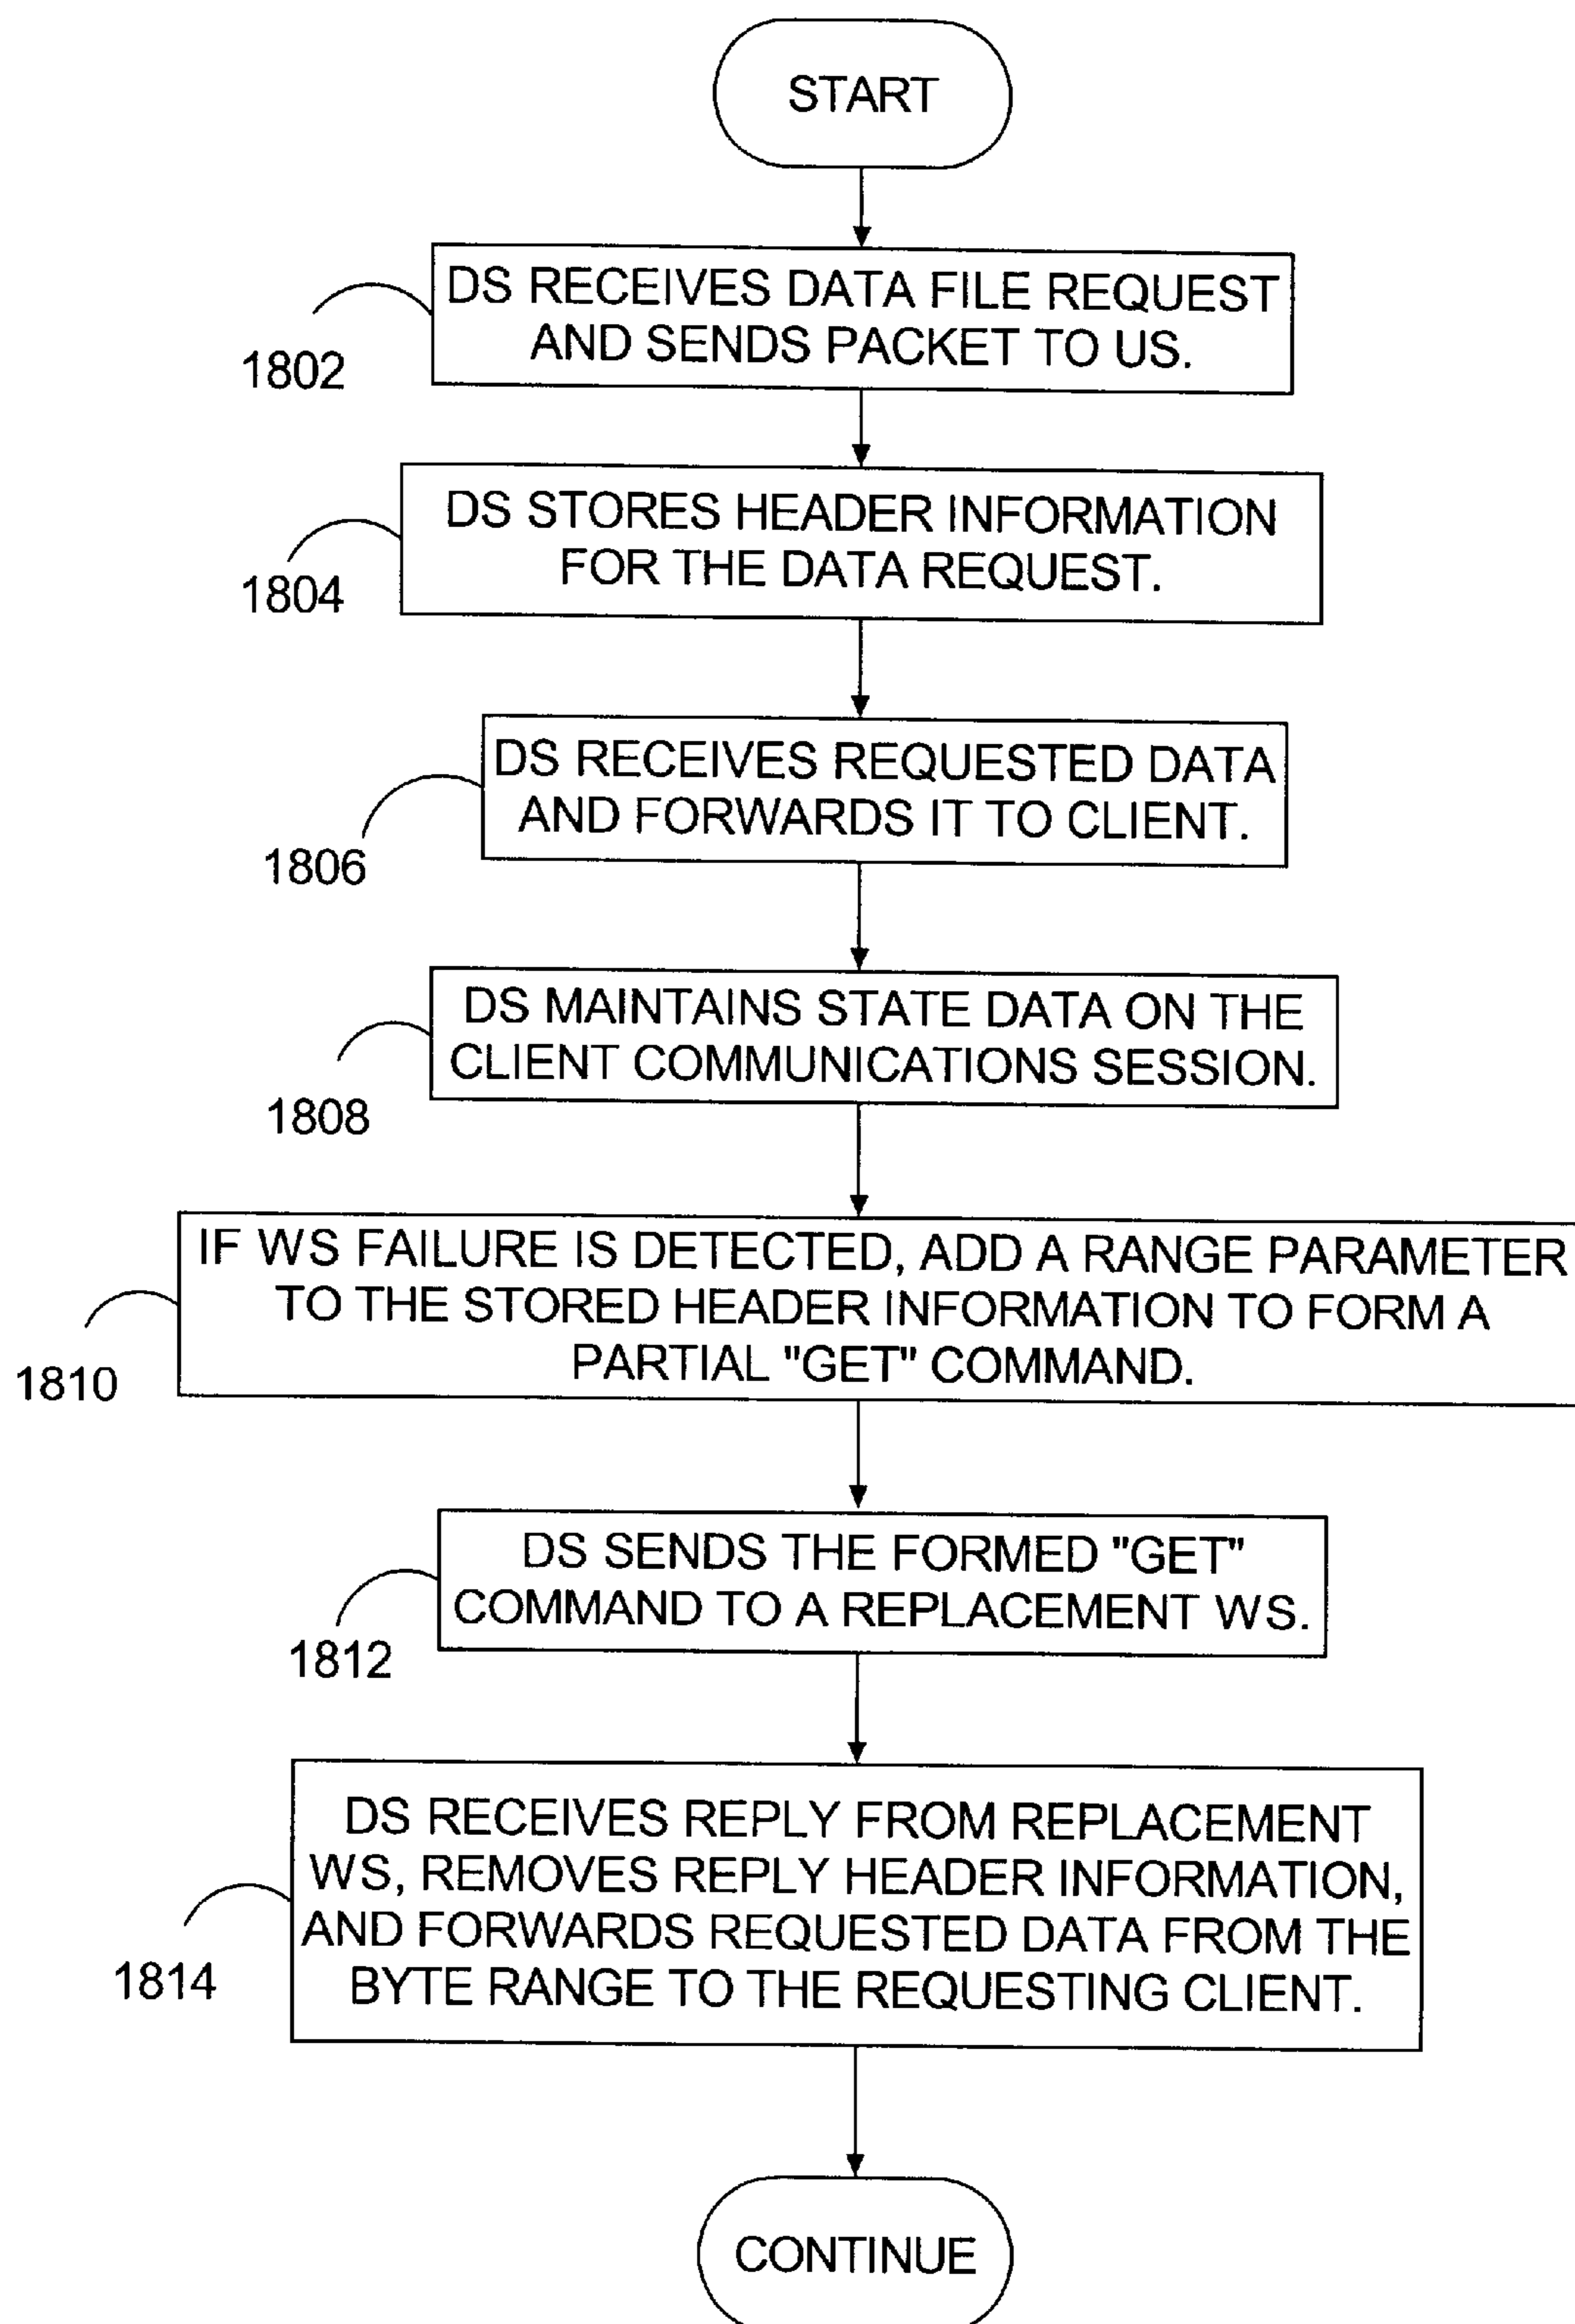 START
DS RECEIVES DATA FILE REQUEST
AND SENDS PACKET TO US.
1802
DS STORES HEADER INFORMATION
FOR THE DATA REQUEST.
1804
DS RECEIVES REQUESTED DATA
AND FORWARDS IT TO CLIENT.
1806
DS MAINTAINS STATE DATA ON THE
CLIENT COMMUNICATIONS SESSION.
1808
IF WS FAILURE IS DETECTED, ADD A RANGE PARAMETER
TO THE STORED HEADER INFORMATION TO FORM A
PARTIAL "GET" COMMAND.
1810
DS SENDS THE FORMED "GET"
COMMAND TO A REPLACEMENT WS.
1812
DS RECEIVES REPLY FROM REPLACEMENT
WS, REMOVES REPLY HEADER INFORMATION,
AND FORWARDS REQUESTED DATA FROM THE
BYTE RANGE TO THE REQUESTING CLIENT.
1814
CONTINUE